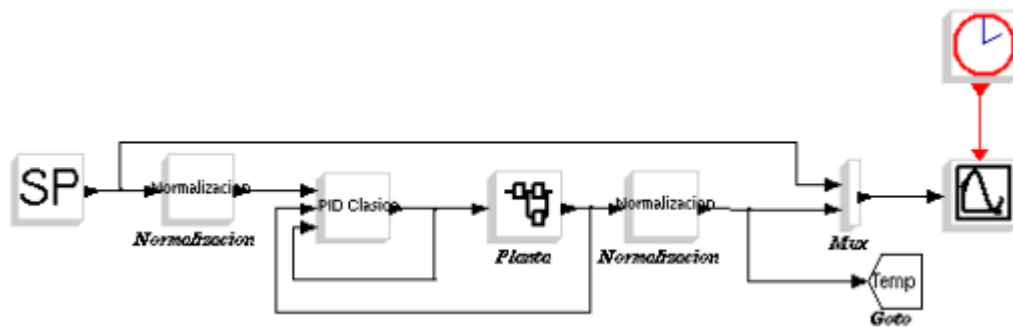 SP
Normalizacion
Normalizacion
PID Clasico
Planta
Normalizacion
Normalizacion
Mux
Temp
Goto